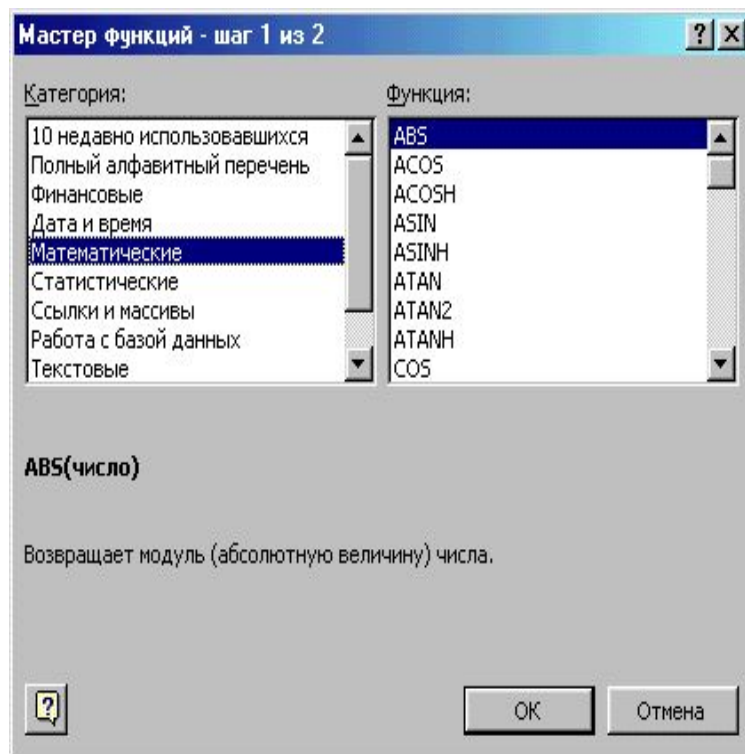 Мастер функций - шаг 1 из 2
Категория:
10 недавно использовавшихся
Полный алфавитный перечень
Финансовые
Дата и время
Математические
Статистические
Ссылки и массивы
Работа с базой данных
Текстовые
Функция:
ABS
ACOS
ACOSH
ASIN
ASINH
ATAN
ATAN2
ATANH
COS
ABS(число)
Возвращает модуль (абсолютную величину) числа.
OK
Отмена